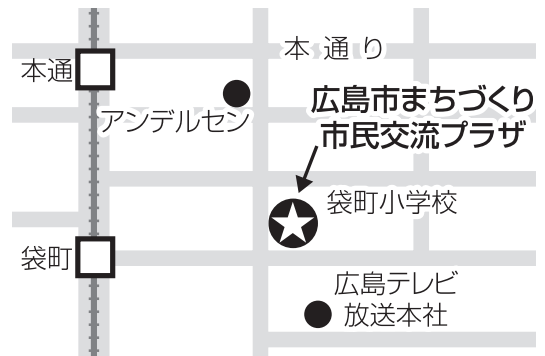 本通り
本通
アンデルセン
広島市まちづくり
市民交流プラザ
袋町小学校
袋町
広島テレビ
放送本社